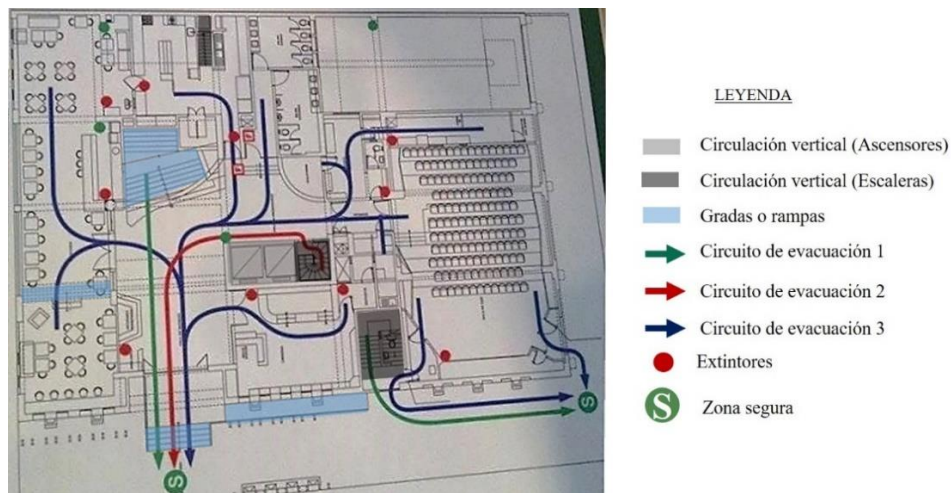 LEYENDA
Circulación vertical (Ascensores)
Circulación vertical (Escaleras)
Gradas o rampas
Circuito de evacuación 1
Circuito de evacuación 2
Circuito de evacuación 3
Extintores
S Zona segura
S
S